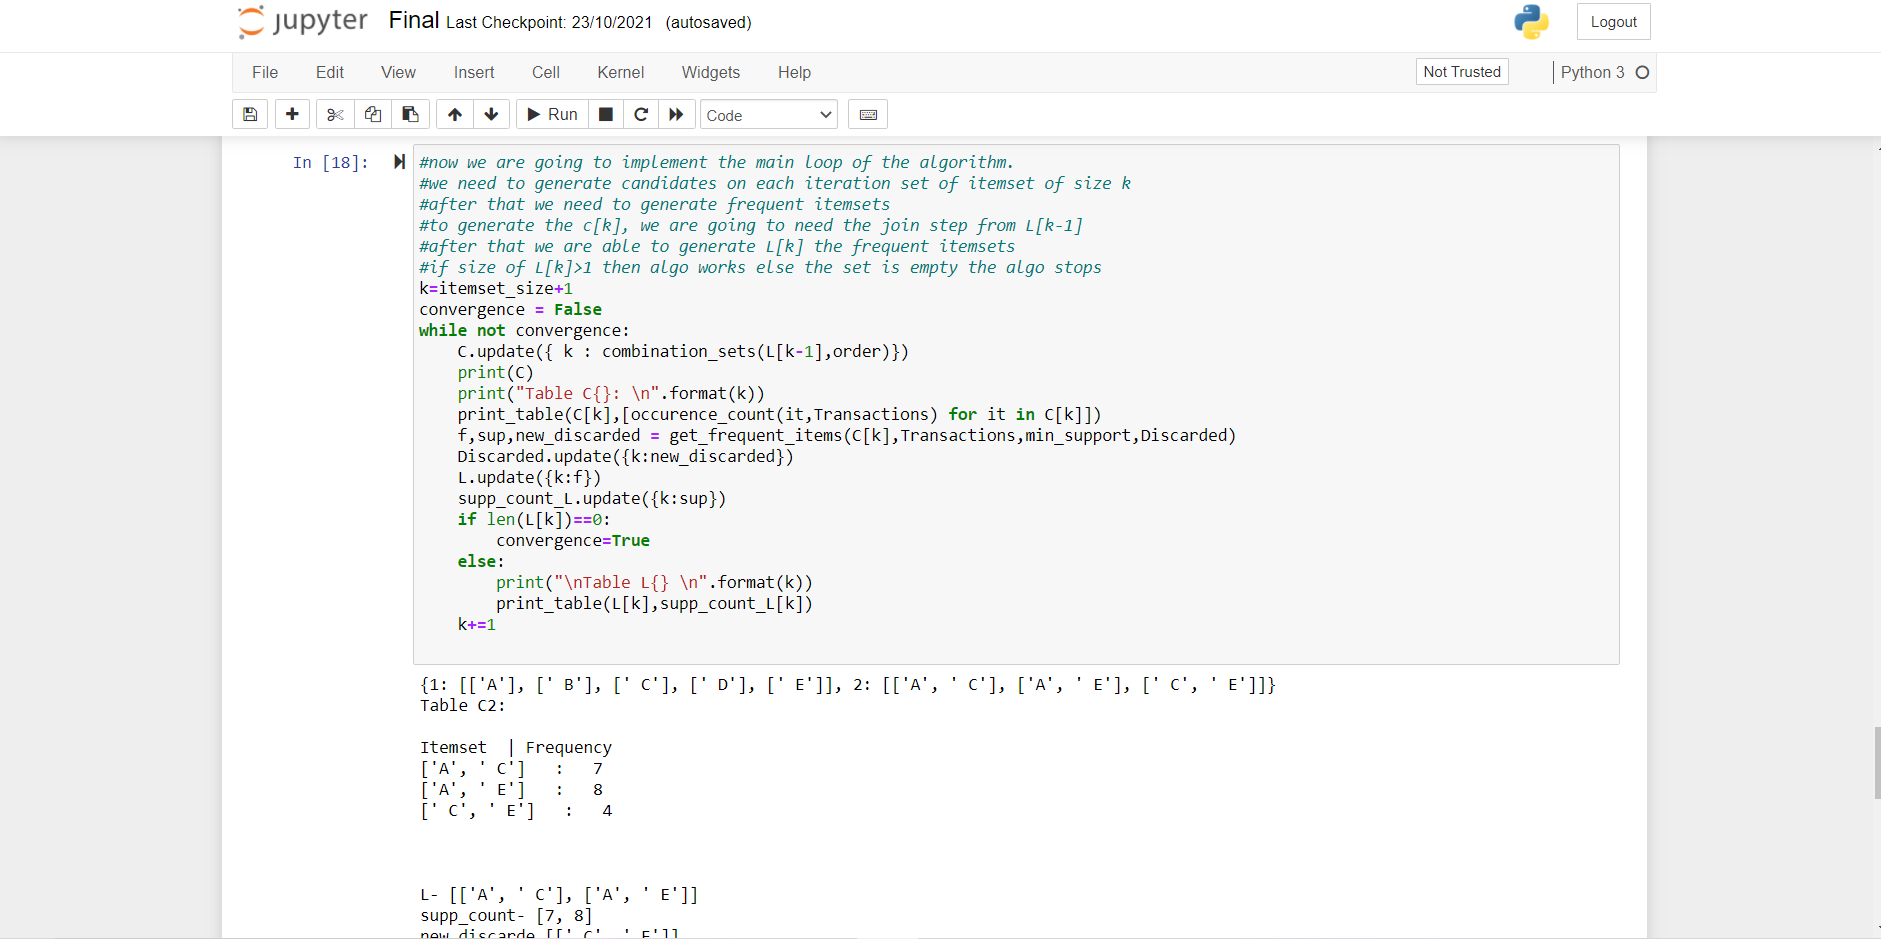 jupyter Final Last Checkpoint: 23/10/2021 (autosaved) Logout
File Edit View Insert Cell Kernel Widgets Help Not Trusted Python 3
Run Code
In [18]:
#now we are going to implement the main loop of the algorithm.
#we need to generate candidates on each iteration set of itemset of size k
#after that we need to generate frequent itemsets
#to generate the c[k], we are going to need the join step from L[k-1]
#after that we are able to generate L[k] the frequent itemsets
#if size of L[k]>1 then algo works else the set is empty the algo stops
k=itemset_size+1
convergence = False
while not convergence:
    C.update({ k : combination_sets(L[k-1],order)})
    print(C)
    print("Table C{}: \n".format(k))
    print_table(C[k],[occurence_count(it,Transactions) for it in C[k]])
    f,sup,new_discarded = get_frequent_items(C[k],Transactions,min_support,Discarded)
    Discarded.update({k:new_discarded})
    L.update({k:f})
    supp_count_L.update({k:sup})
    if len(L[k])==0:
        convergence=True
    else:
        print("\nTable L{} \n".format(k))
        print_table(L[k],supp_count_L[k])
    k+=1
{1: [['A'], [' B'], [' C'], [' D'], [' E']], 2: [['A', ' C'], ['A', ' E'], [' C', ' E']]}
Table C2:
Itemset  | Frequency
['A', ' C']   :   7
['A', ' E']   :   8
[' C', ' E']   :   4
L- [['A', ' C'], ['A', ' E']]
supp_count- [7, 8]
new_discarde [[' C', ' E']]